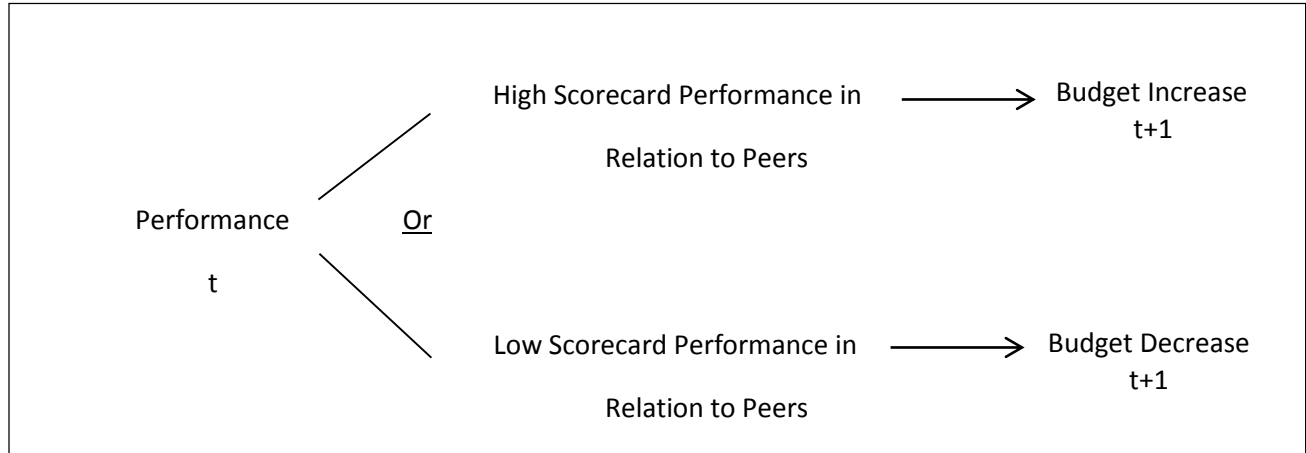 High Scorecard Performance in
Relation to Peers
Budget Increase
t+1
Performance
t
Or
Low Scorecard Performance in
Relation to Peers
Budget Decrease
t+1